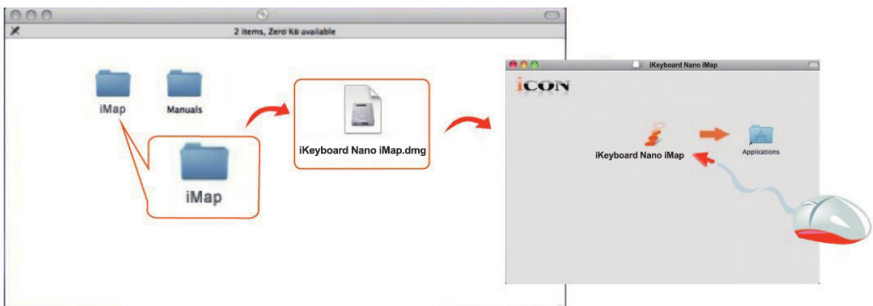 2 items, Zero KB available
iMap
Manuals
iMap
iKeyboard Nano iMap.dmg
iKeyboard Nano iMap
iCON
iKeyboard Nano iMap
Applications